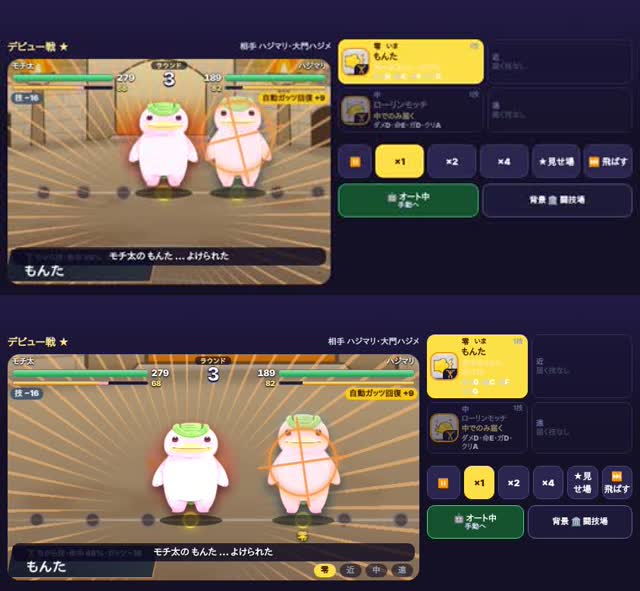 デビュー戦 ★
相手 ハジマリ・大門ハジメ
モチ太
ラウンド
ハジマリ
279
3
189
68
82
技 −16
自動ガッツ回復 +9
モチ太の もんた … よけられた
もんた
零 いま
もんた
近
届く技なし
中
1技
ローリンモッチ
中でのみ届く
ダメD・命E・ガD・クリA
遠
届く技なし
×1
×2
×4
★見せ場
⏩ 飛ばす
オート中
手動へ
背景 🏛 闘技場
デビュー戦 ★
相手 ハジマリ・大門ハジメ
モチ太
ラウンド
ハジマリ
279
3
189
68
82
技 −16
自動ガッツ回復 +9
零
モチ太の もんた … よけられた
もんた
零
近
中
遠
零 いま
1技
もんた
近
届く技なし
中
1技
ローリンモッチ
中でのみ届く
ダメD・命E・ガD・
クリA
遠
届く技なし
×1
×2
×4
★見
せ場
⏩
飛ばす
オート中
手動へ
背景 🏛 闘技場